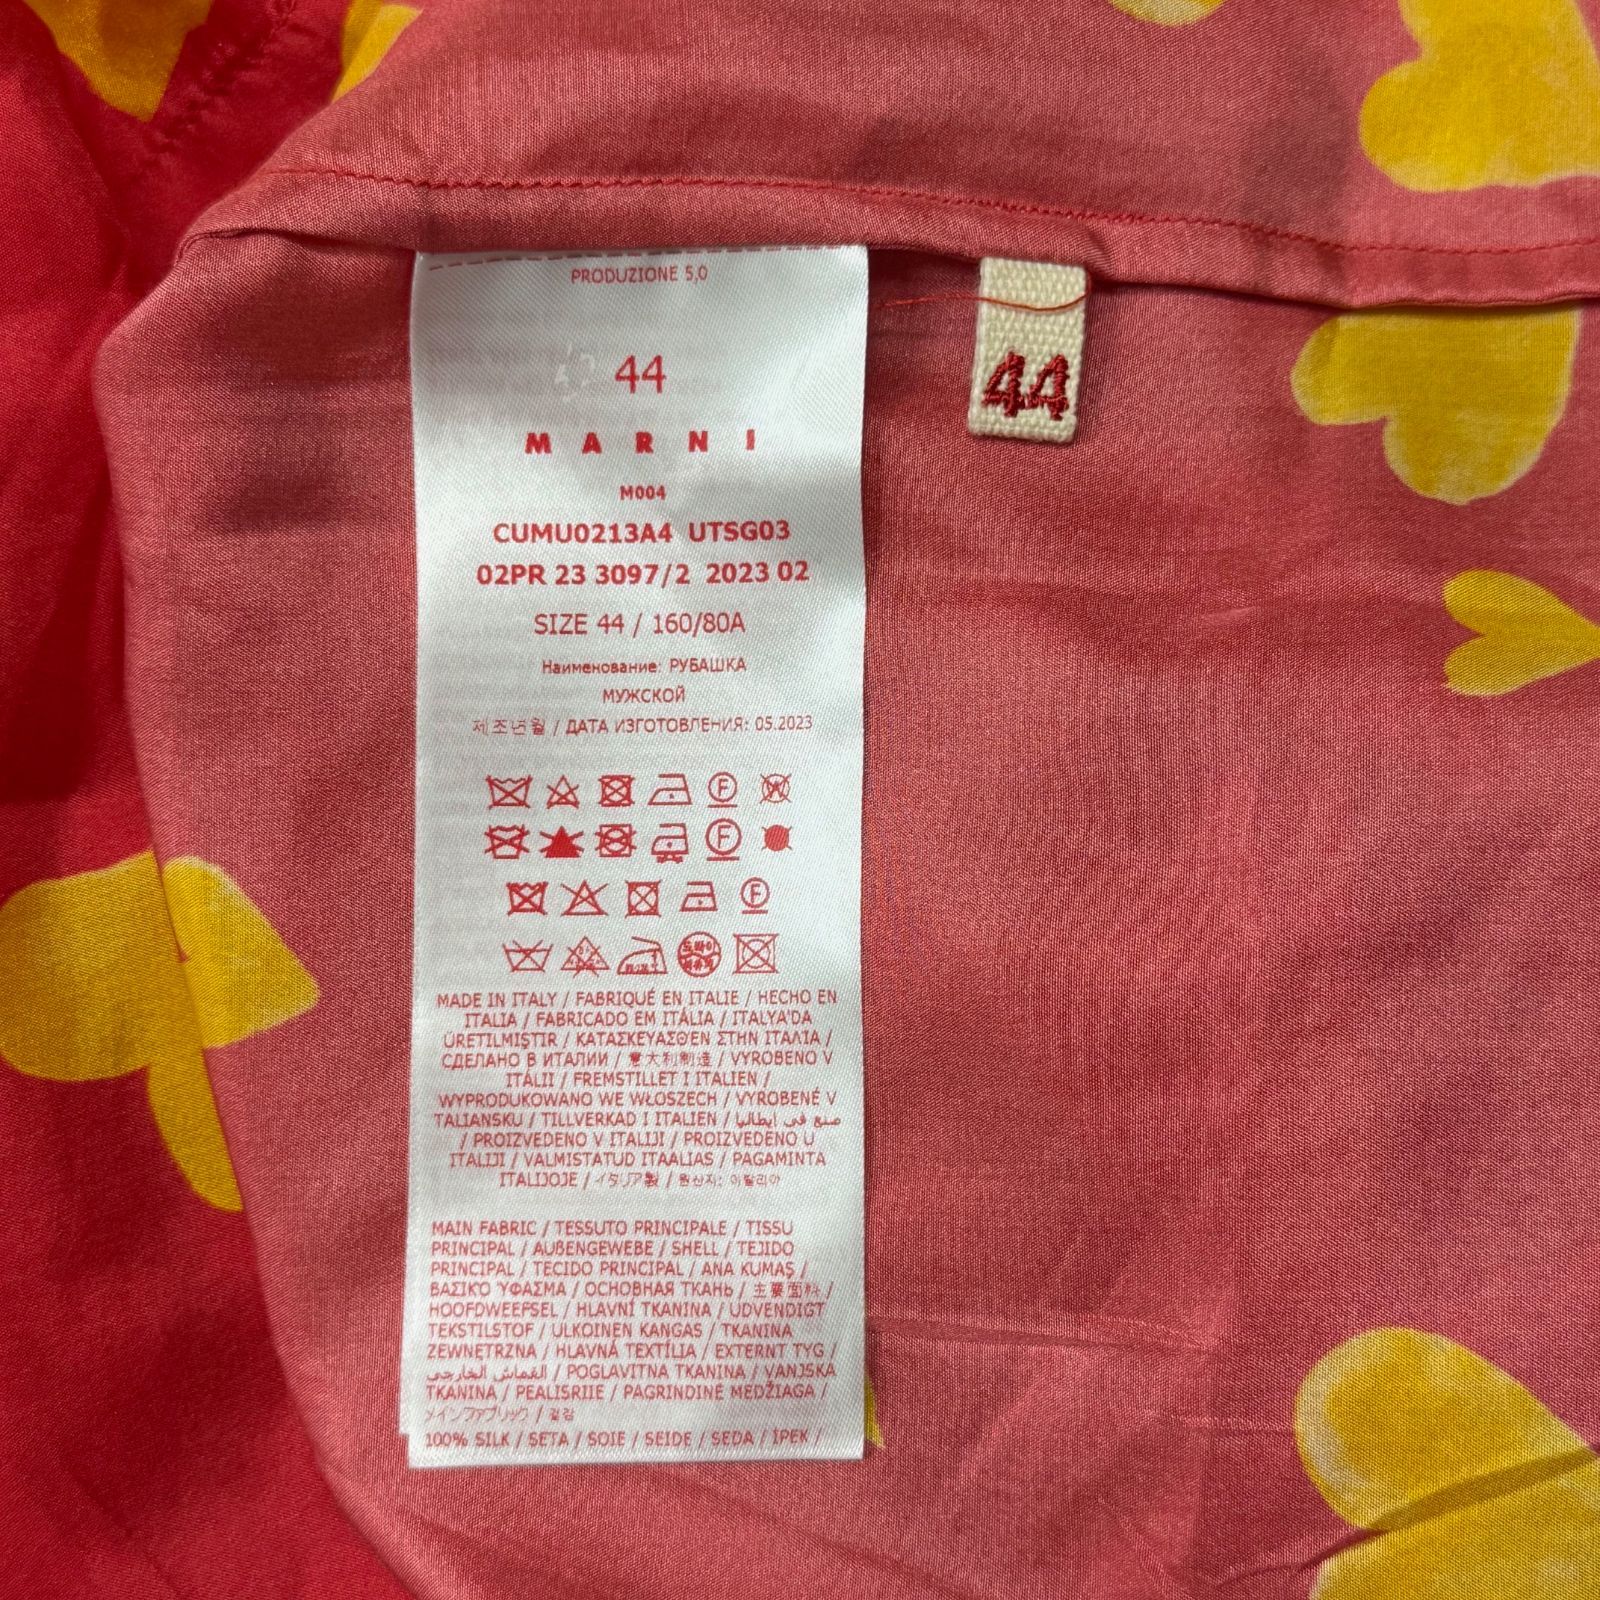 PRODUZIONE 5,0
44
44
MARNI
M004
CUMU0213A4 UTSG03
02PR 23 3097/2 2023 02
SIZE 44 / 160/80A
Наименование: РУБАШКА
МУЖСКОЙ
제조년월 / ДАТА ИЗГОТОВЛЕНИЯ: 05.2023
MADE IN ITALY / FABRIQUÉ EN ITALIE / HECHO EN
ITALIA / FABRICADO EM ITÁLIA / ITALYA'DA
ÜRETILMIŞTIR / ΚΑΤΑΣΚΕΥΑΣΘΕΝ ΣΤΗΝ ΙΤΑΛΙΑ /
СДЕЛАНО В ИТАЛИИ / 意大利制造 / VYROBENO V
ITÁLII / FREMSTILLET I ITALIEN /
WYPRODUKOWANO WE WŁOSZECH / VYROBENÉ V
TALIANSKU / TILLVERKAD I ITALIEN / صنع في إيطاليا
/ PROIZVEDENO V ITALIJI / PROIZVEDENO U
ITALIJI / VALMISTATUD ITAALIAS / PAGAMINTA
ITALIJOJE / イタリア製 / 원산지: 이탈리아
MAIN FABRIC / TESSUTO PRINCIPALE / TISSU
PRINCIPAL / AUßENGEWEBE / SHELL / TEJIDO
PRINCIPAL / TECIDO PRINCIPAL / ANA KUMAŞ /
ΒΑΣΙΚΌ ΎΦΑΣΜΑ / ОСНОВНАЯ ТКАНЬ / 主要面料 /
HOOFDWEEFSEL / HLAVNÍ TKANINA / UDVENDIGT
TEKSTILSTOF / ULKOINEN KANGAS / TKANINA
ZEWNĘTRZNA / HLAVNÁ TEXTÍLIA / EXTERNT TYG /
القماش الخارجي / POGLAVITNA TKANINA / VANJSKA
TKANINA / PEALISRIIE / PAGRINDINĖ MEDŽIAGA /
メインファブリック / 겉감
100% SILK / SETA / SOIE / SEIDE / SEDA / İPEK /